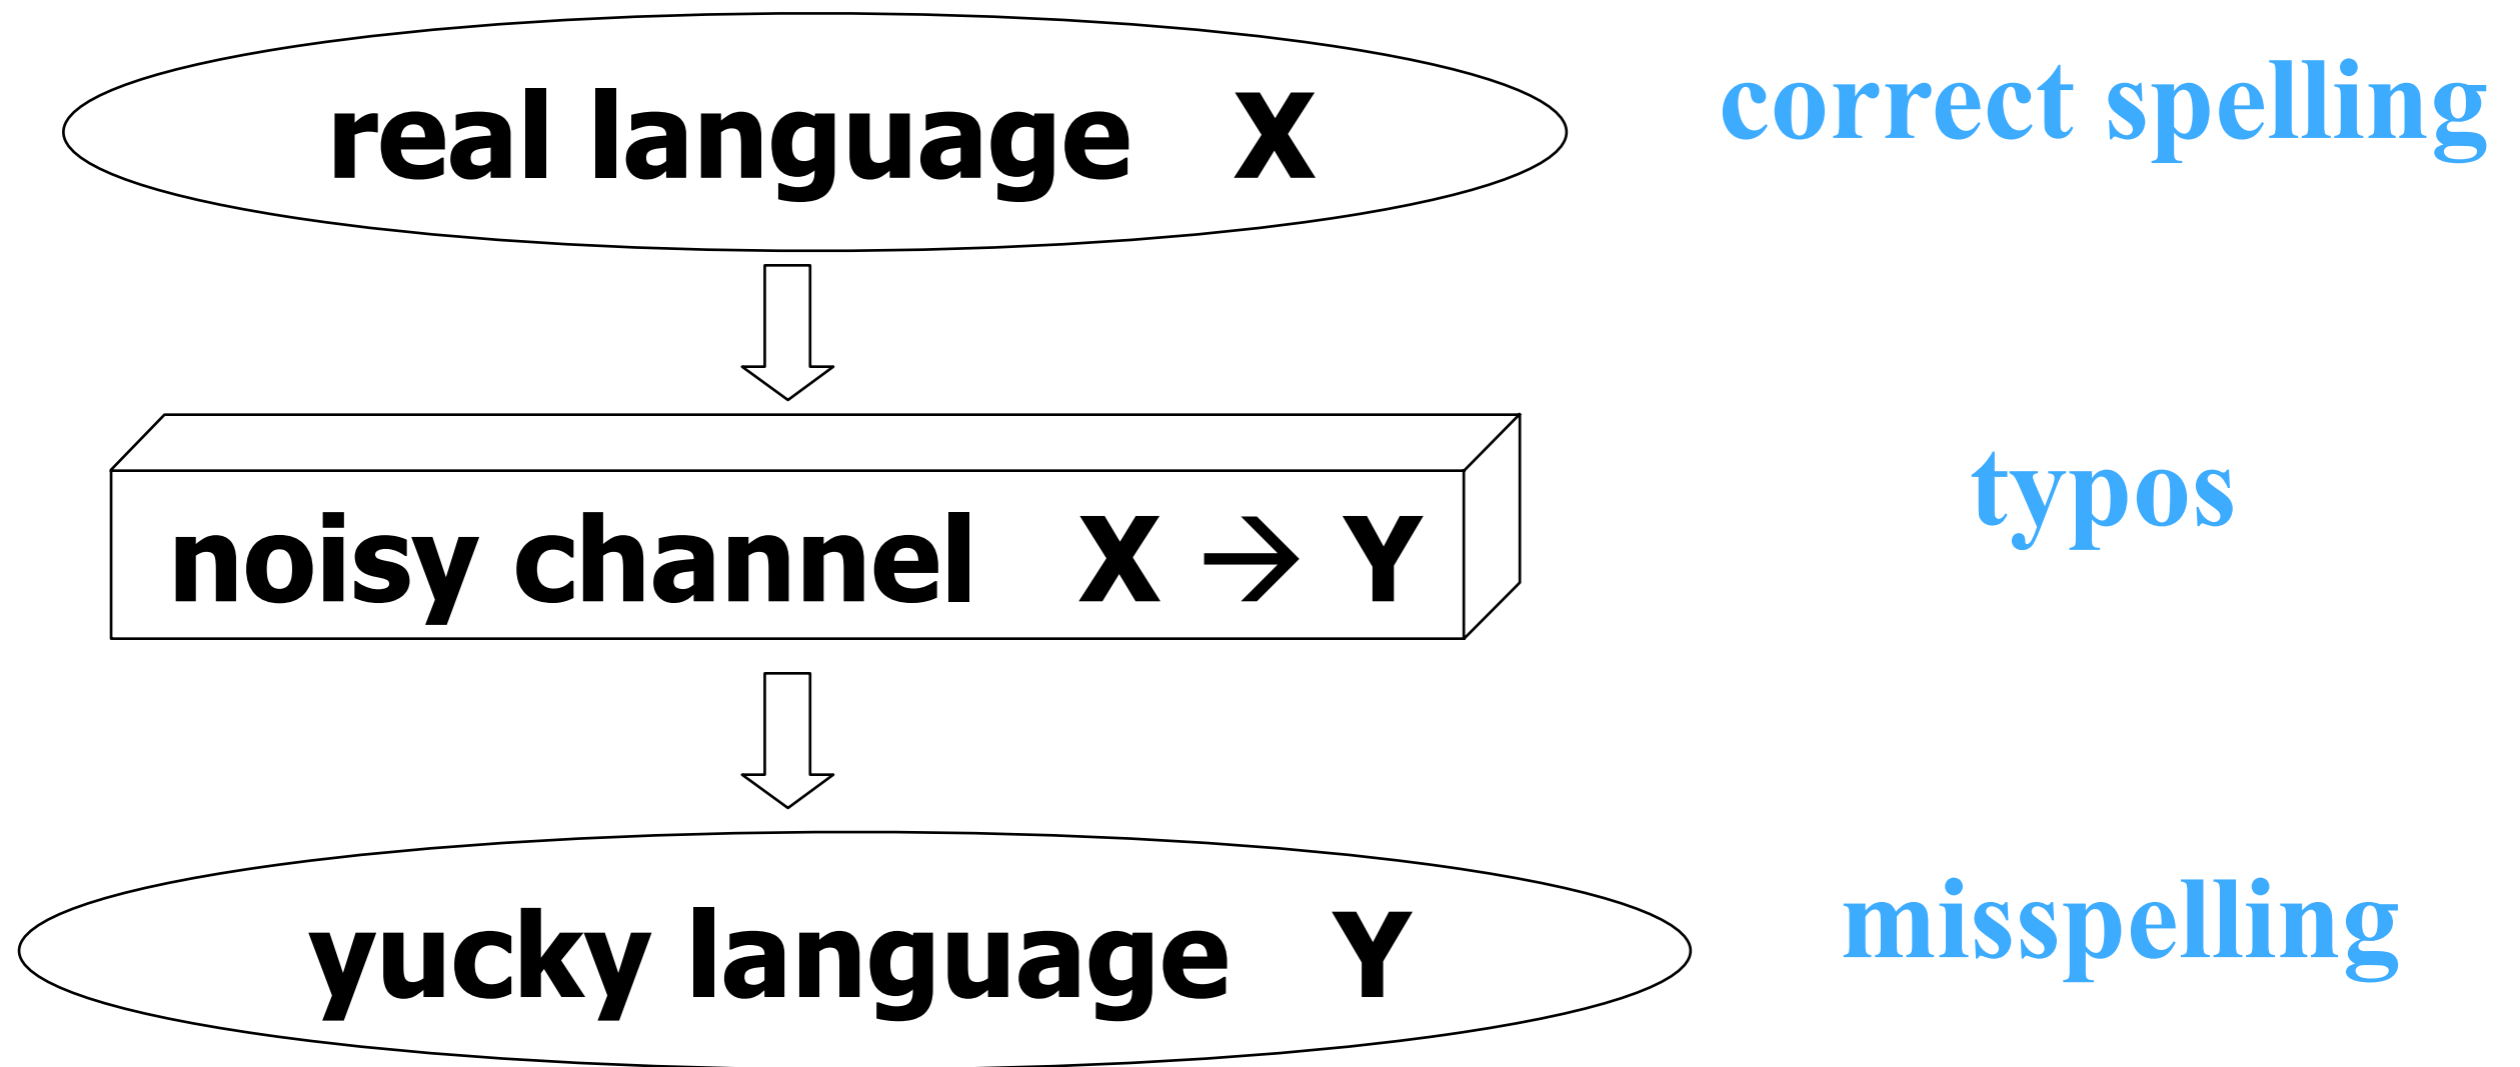 real language X
correct spelling
noisy channel X → Y
typos
yucky language Y
misspelling